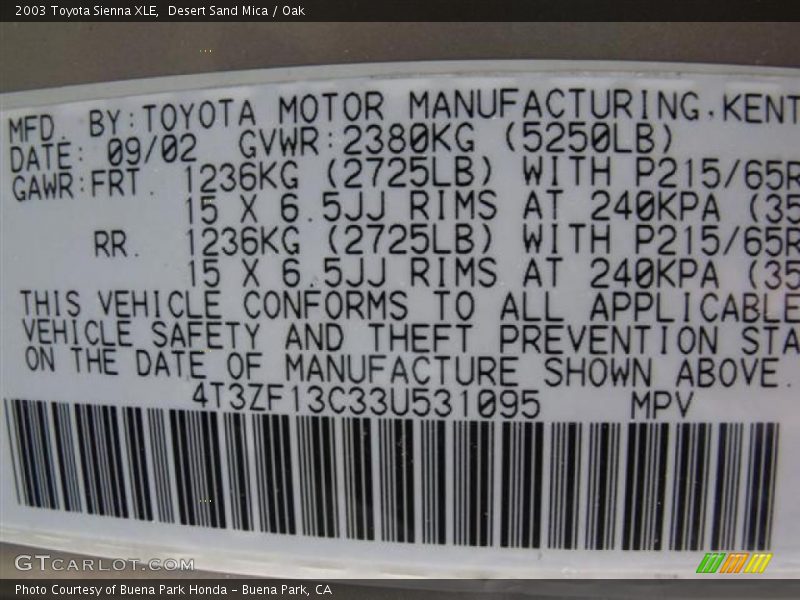 2003 Toyota Sienna XLE,  Desert Sand Mica / Oak
MFD. BY:TOYOTA MOTOR MANUFACTURING.KENT
DATE: 09/02 GVWR:2380KG (5250LB)
GAWR:FRT. 1236KG (2725LB) WITH P215/65R
15 X 6.5JJ RIMS AT 240KPA (35
RR. 1236KG (2725LB) WITH P215/65R
15 X 6.5JJ RIMS AT 240KPA (35
THIS VEHICLE CONFORMS TO ALL APPLICABLE
VEHICLE SAFETY AND THEFT PREVENTION STA
ON THE DATE OF MANUFACTURE SHOWN ABOVE.
4T3ZF13C33U531095 MPV
GTcarlot.com
Photo Courtesy of Buena Park Honda – Buena Park, CA